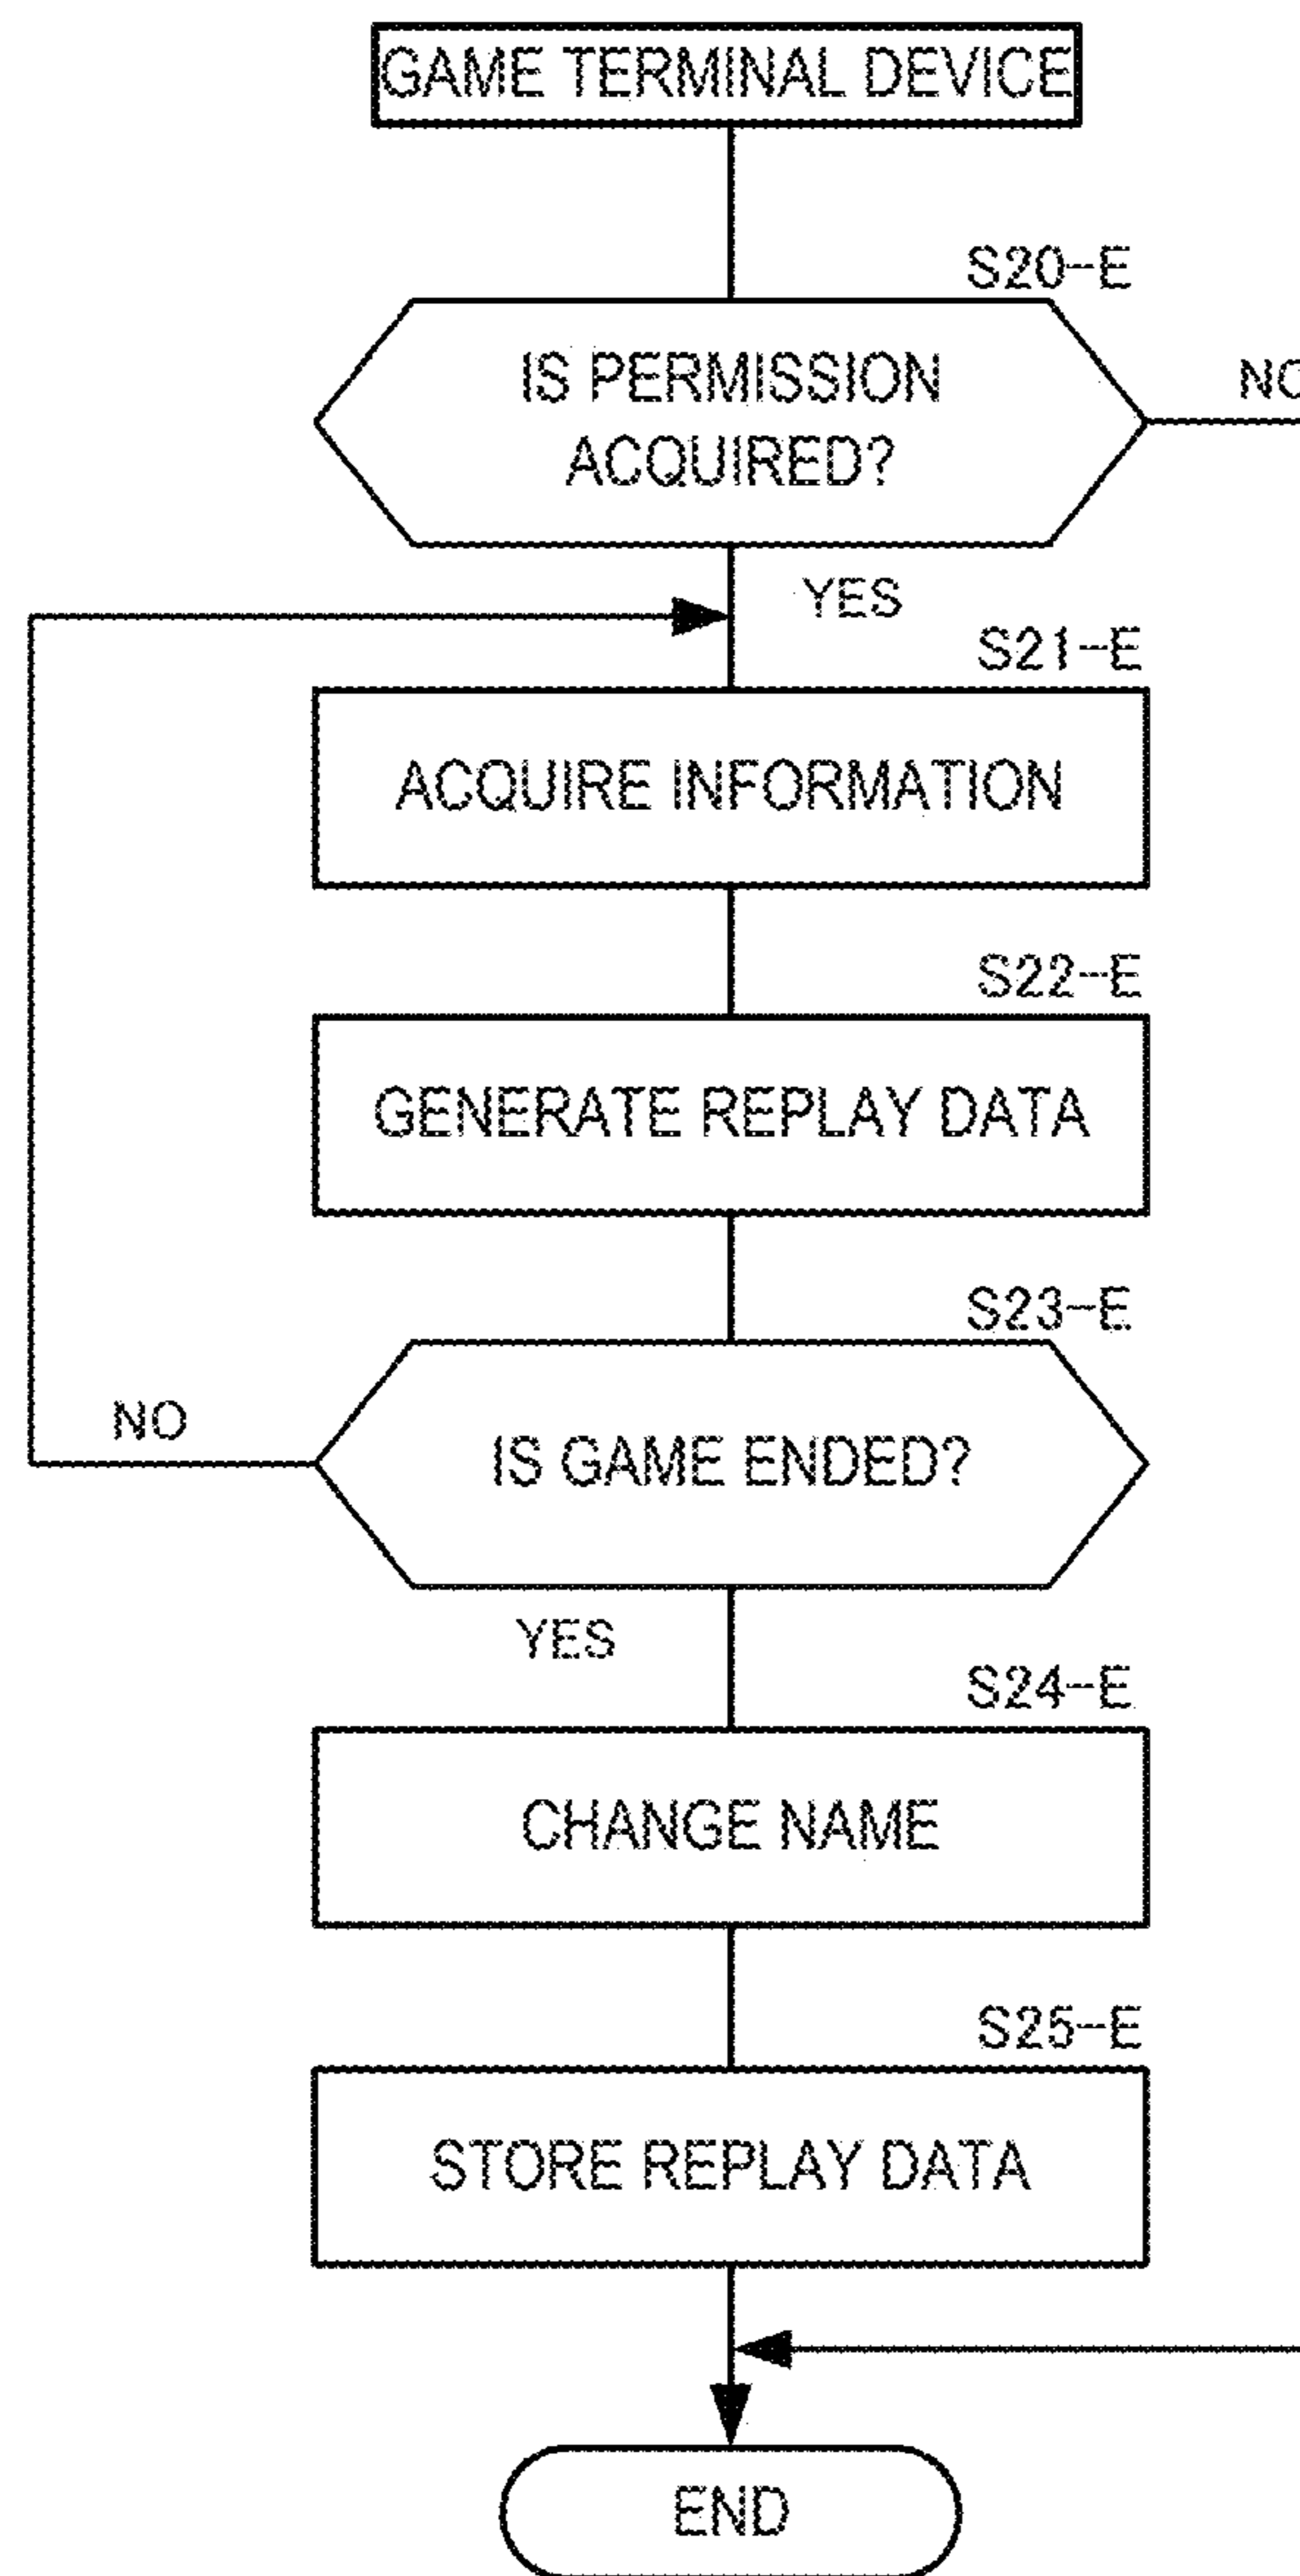 GAME TERMINAL DEVICE
S20-E
IS PERMISSION
ACQUIRED?
NO
YES
S21-E
ACQUIRE INFORMATION
S22-E
GENERATE REPLAY DATA
S23-E
IS GAME ENDED?
NO
YES
S24-E
CHANGE NAME
S25-E
STORE REPLAY DATA
END